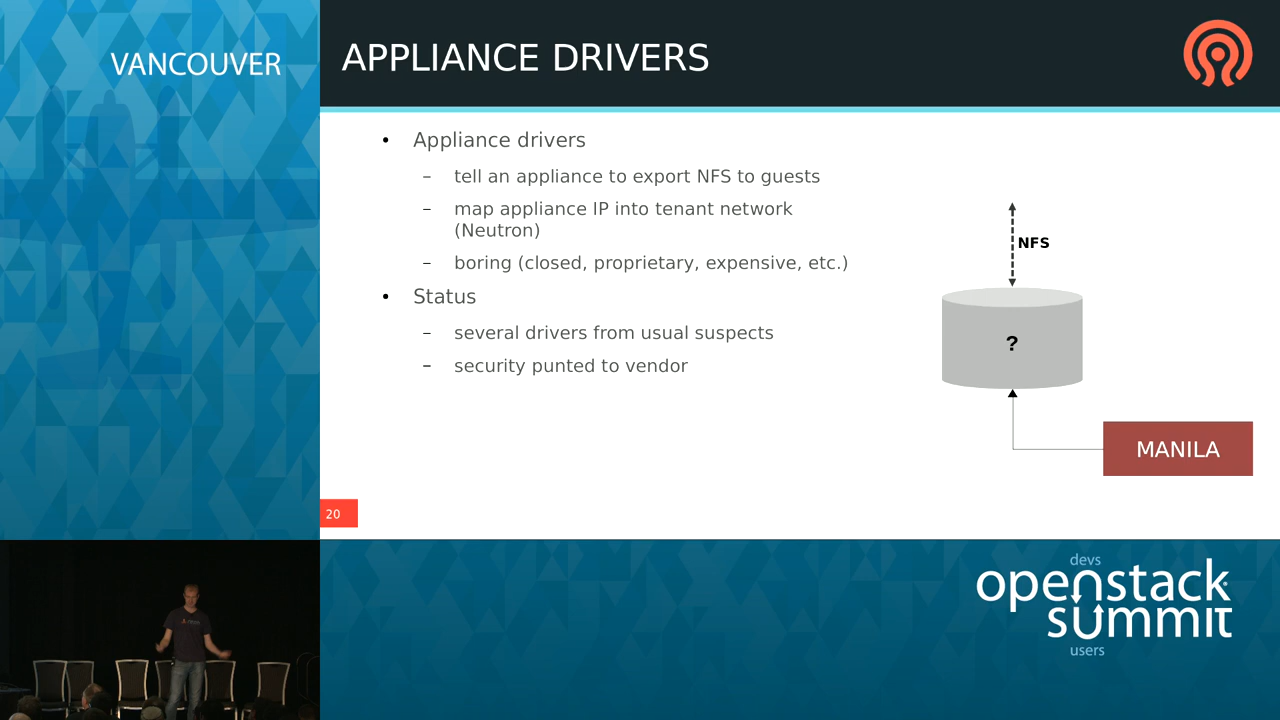 VANCOUVER
APPLIANCE DRIVERS
• Appliance drivers
– tell an appliance to export NFS to guests
– map appliance IP into tenant network
(Neutron)
– boring (closed, proprietary, expensive, etc.)
• Status
– several drivers from usual suspects
– security punted to vendor
NFS
?
MANILA
20
devs
openstack
summit
users